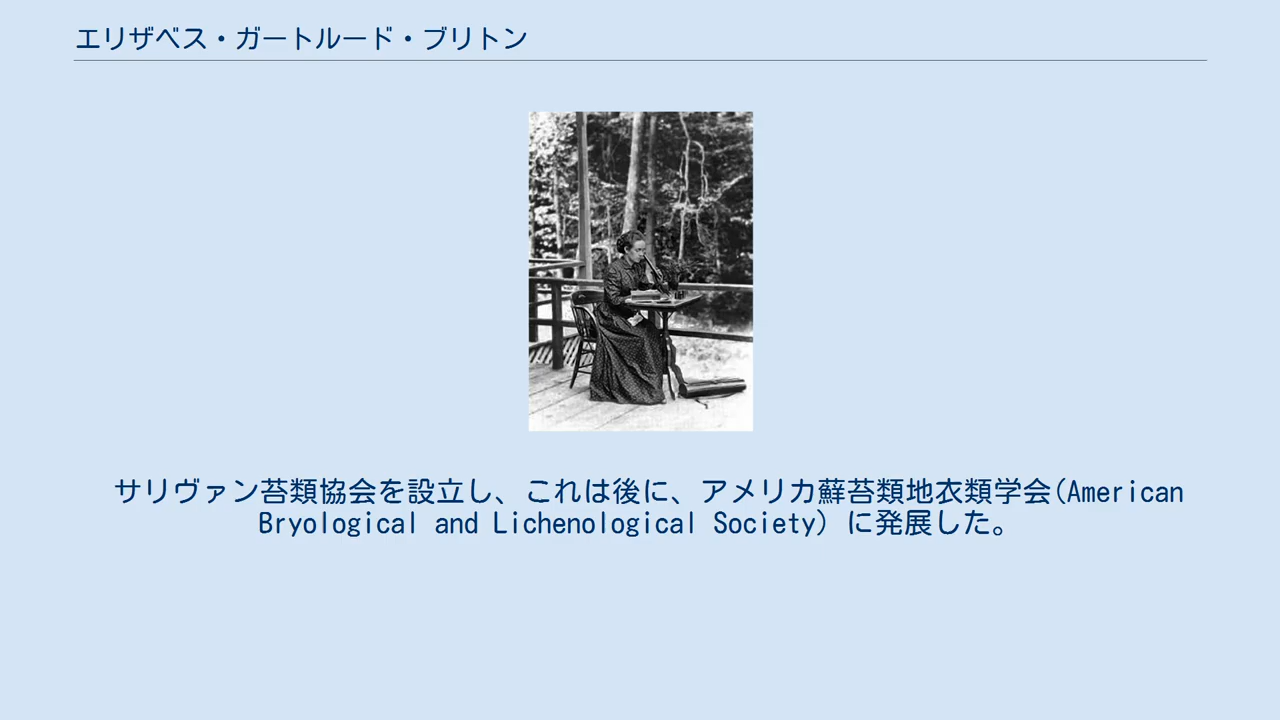 エリザベス・ガートルード・ブリトン
サリヴァン苔類協会を設立し、これは後に、アメリカ蘇苔類地衣類学会(American
Bryological and Lichenological Society) に発展した。